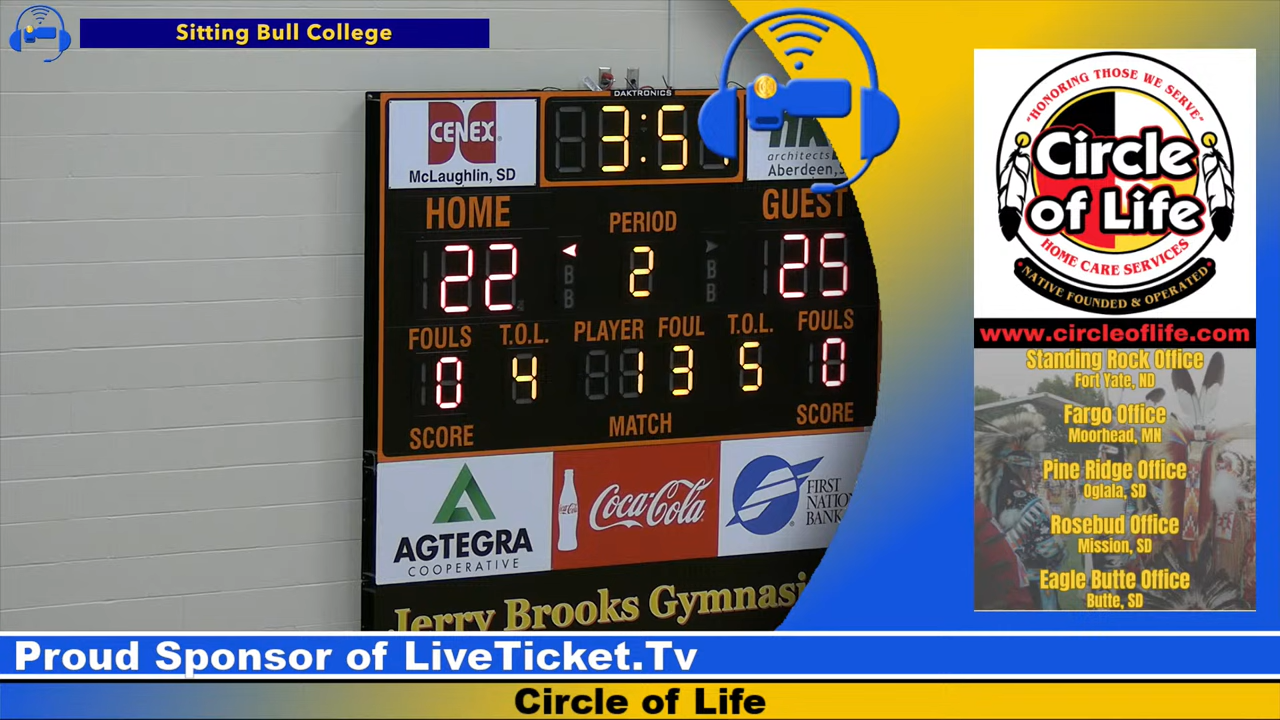 Sitting Bull College
DAKTRONICS
CENEX
McLaughlin, SD
3:5
architects
Aberdeen, S
HOME
PERIOD
GUEST
22
2
25
B
B
B
B
FOULS
T.O.L.
PLAYER
FOUL
T.O.L.
FOULS
0
4
1
3
5
0
SCORE
MATCH
SCORE
AGTEGRA
COOPERATIVE
Coca-Cola
FIRST
NATIO
BANK
Jerry Brooks Gymnasi
"HONORING THOSE WE SERVE"
Circle
of Life
HOME CARE SERVICES
NATIVE FOUNDED & OPERATED
www.circleoflife.com
Standing Rock Office
Fort Yate, ND
Fargo Office
Moorhead, MN
Pine Ridge Office
Oglala, SD
Rosebud Office
Mission, SD
Eagle Butte Office
Butte, SD
Proud Sponsor of LiveTicket.Tv
Circle of Life